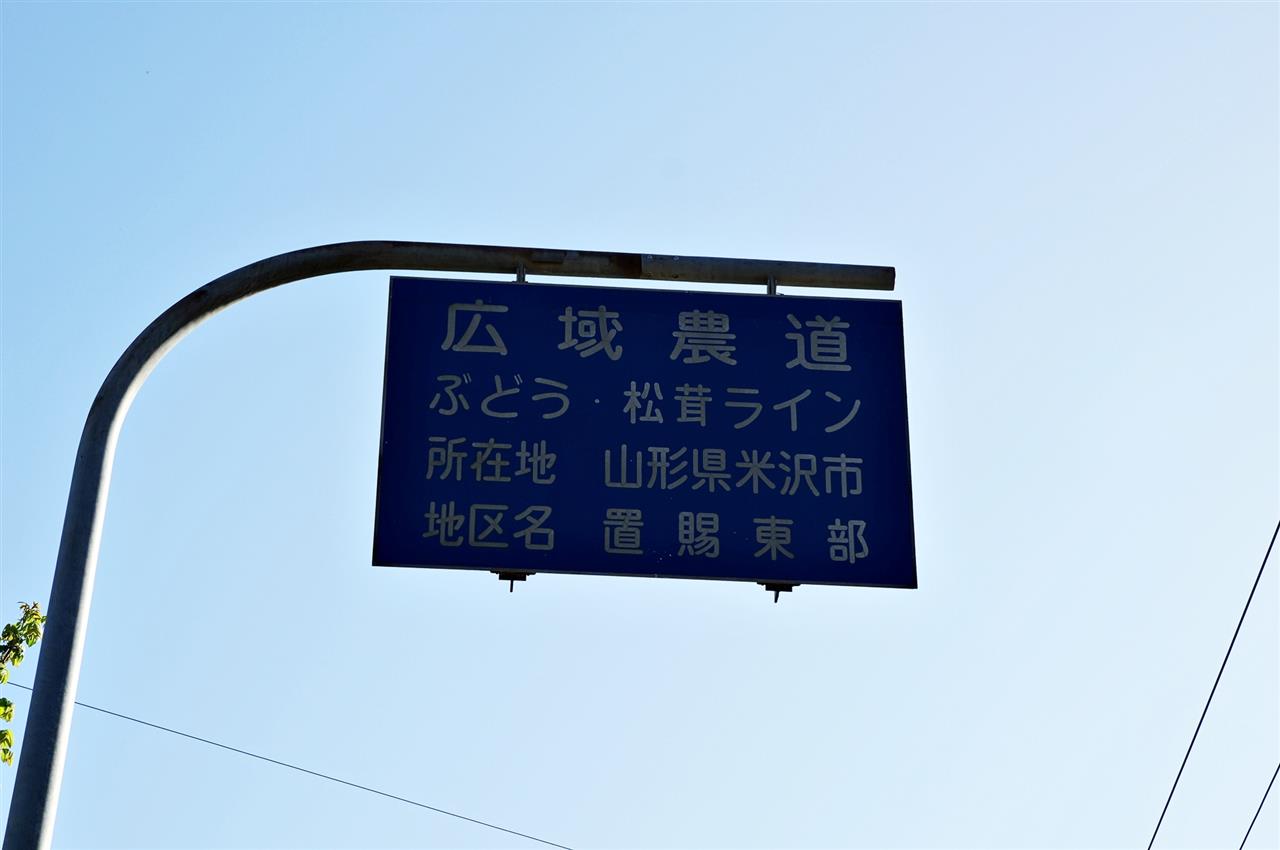 広域農道
ぶどう・松茸ライン
所在地 山形県米沢市
地区名 置賜東部